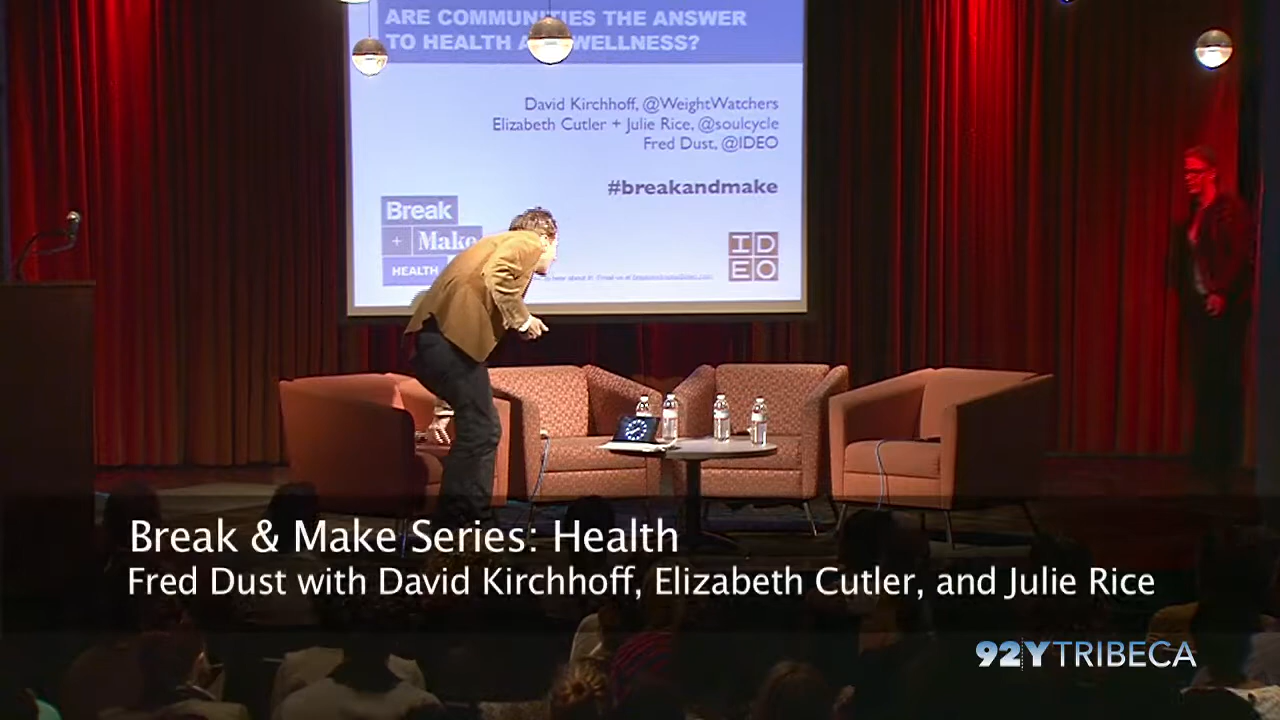 ARE COMMUNITIES THE ANSWER
TO HEALTH WELLNESS?
David Kirchhoff, @WeightWatchers
Elizabeth Cutler + Julie Rice, @soulcycle
Fred Dust, @IDEO
#breakandmake
Break
+ Make
HEALTH
ID
EO
Break & Make Series: Health
Fred Dust with David Kirchhoff, Elizabeth Cutler, and Julie Rice
92YTRIBECA